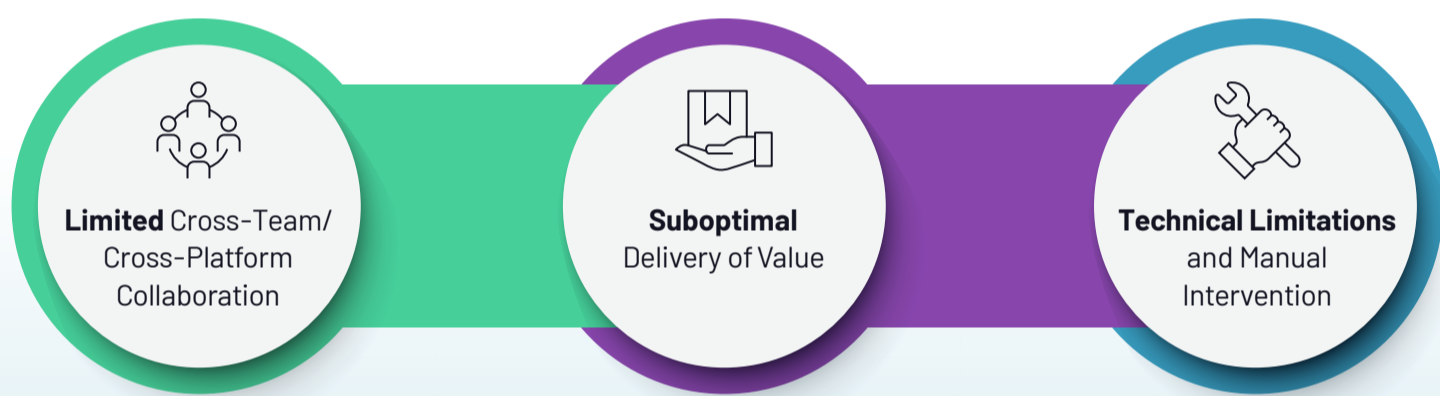 Limited Cross-Team/
Cross-Platform
Collaboration
Suboptimal
Delivery of Value
Technical Limitations
and Manual
Intervention